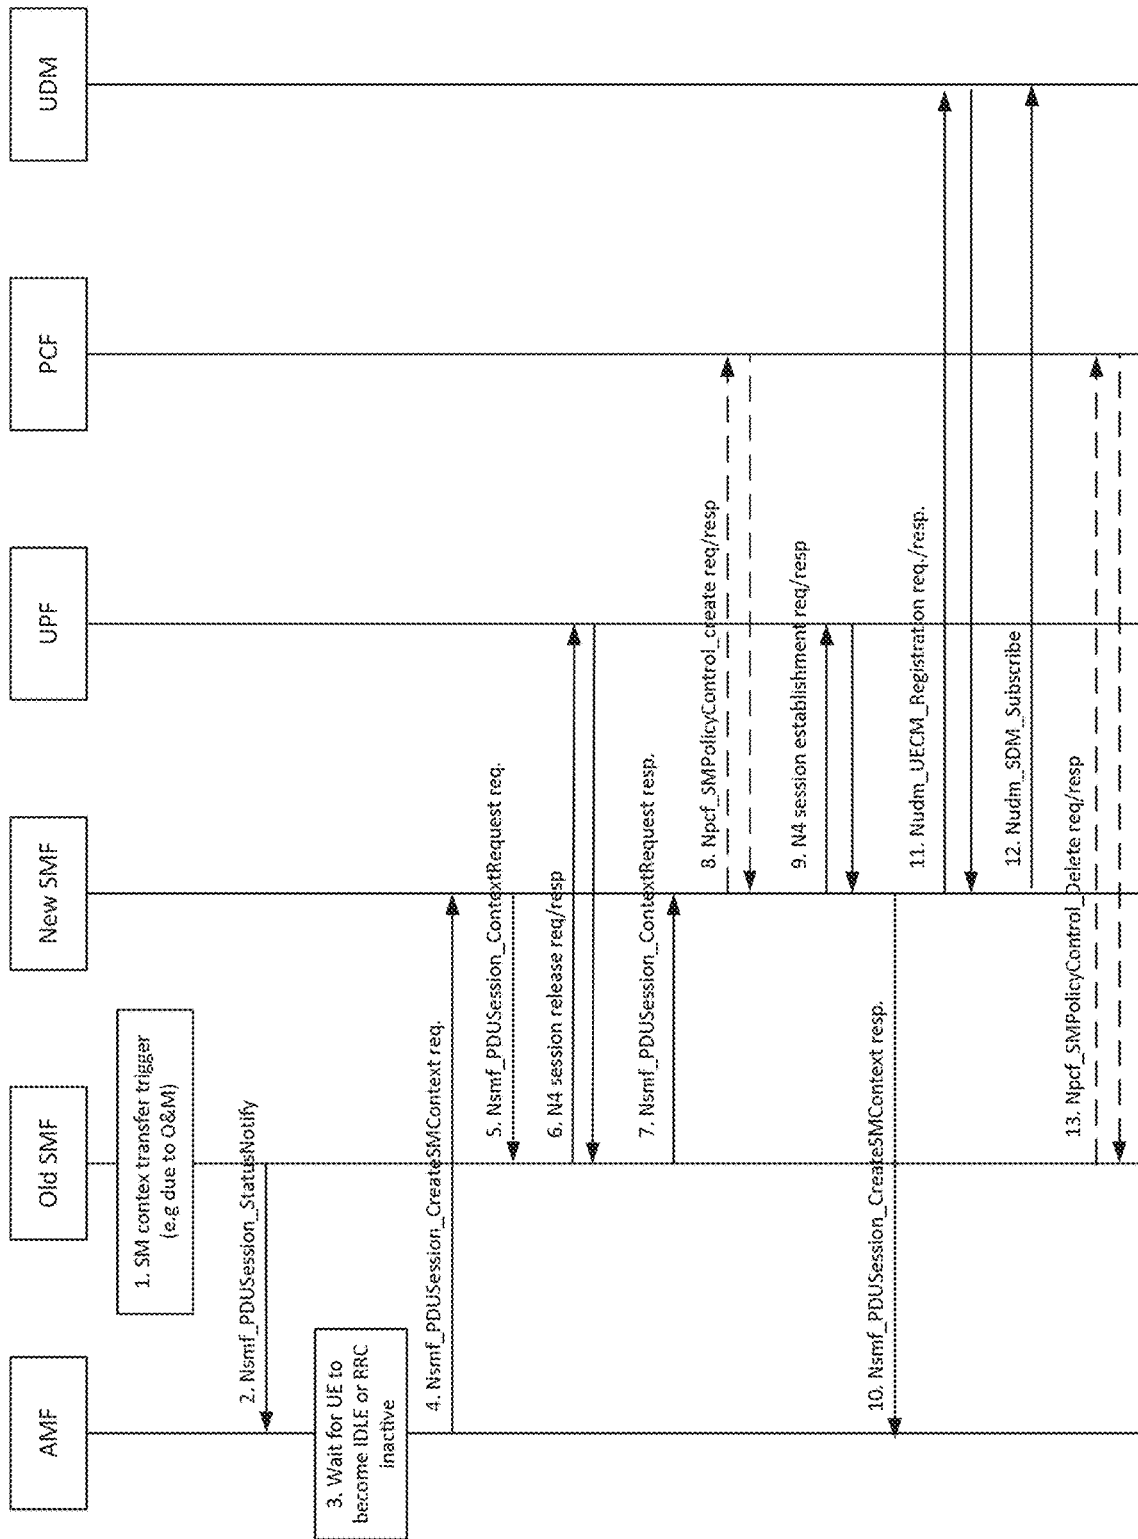 AMF
Old SMF
New SMF
UPF
PCF
UDM
1. SM contex transfer trigger
(e.g due to O&M)
2. Nsmf_PDUSession_StatusNotify
3. Wait for UE to
become IDLE or RRC
inactive
4. Nsmf_PDUSession_CreateSMContext req.
5. Nsmf_PDUSession_ContextRequest req.
6. N4 session release req/resp
7. Nsmf_PDUSession_ContextRequest resp.
8. Npcf_SMPolicyControl_create req/resp
9. N4 session establishment req/resp
10. Nsmf_PDUSession_CreateSMContext resp.
11. Nudm_UECM_Registration req./resp.
12. Nudm_SDM_Subscribe
13. Npcf_SMPolicyControl_Delete req/resp